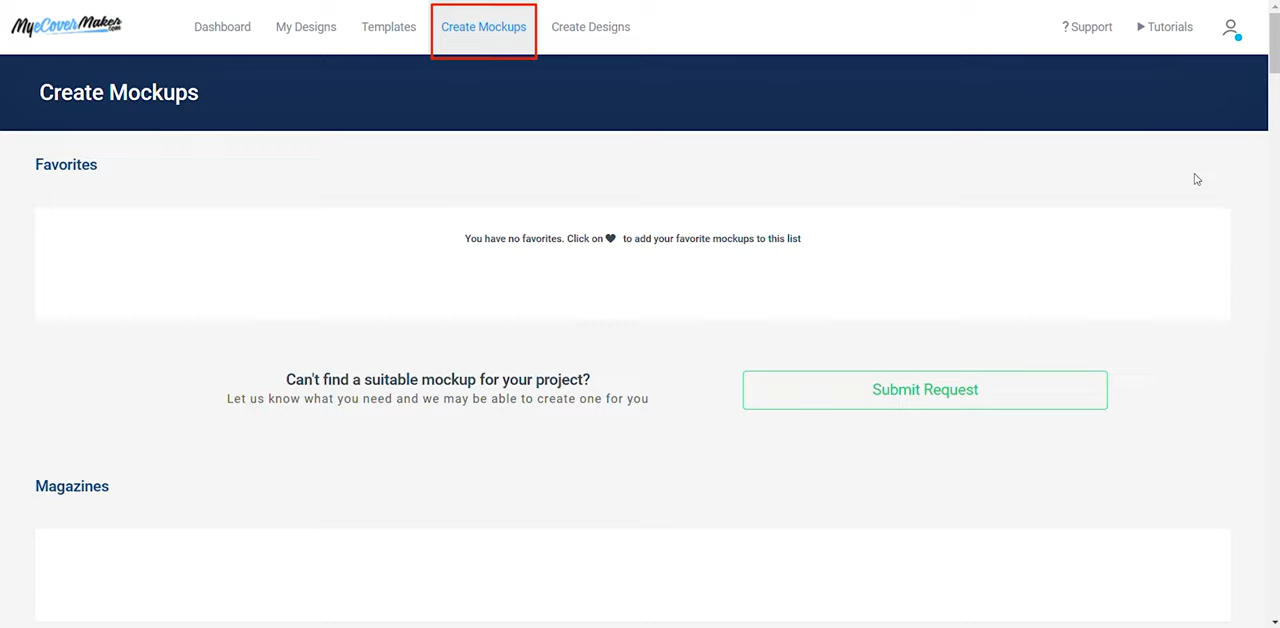 MyeCoverMaker.com
Dashboard
My Designs
Templates
Create Mockups
Create Designs
? Support
Tutorials
Create Mockups
Favorites
You have no favorites. Click on ♥ to add your favorite mockups to this list
Can't find a suitable mockup for your project?
Let us know what you need and we may be able to create one for you
Submit Request
Magazines